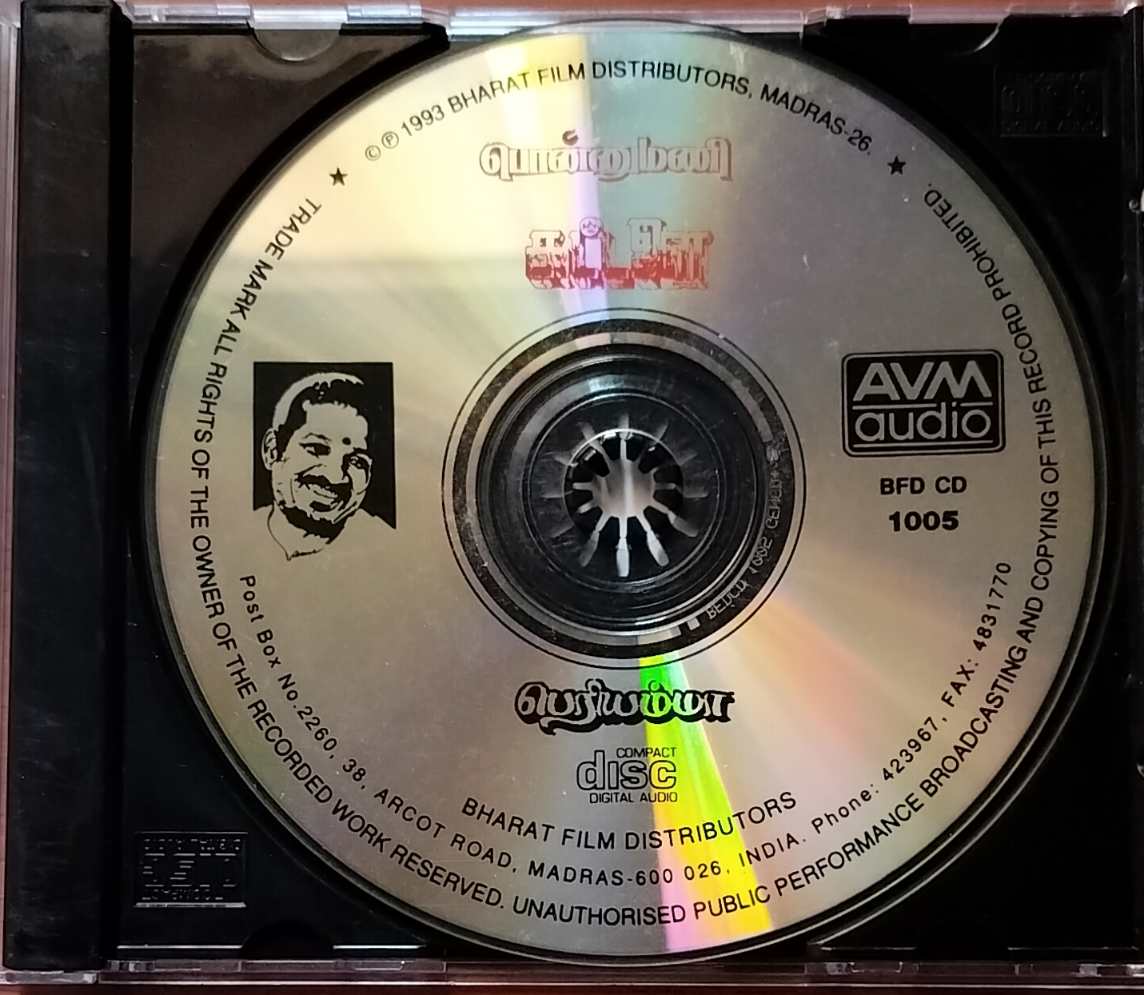 © ℗ 1993 BHARAT FILM DISTRIBUTORS, MADRAS-26.
பொன்னுமணி
கட்டளை
AVM
audio
BFD CD
1005
பெரியம்மா
COMPACT
disc
DIGITAL AUDIO
BHARAT FILM DISTRIBUTORS
Post Box No.2260, 38, ARCOT ROAD, MADRAS-600 026, INDIA. Phone: 423967, FAX: 4831770
TRADE MARK ALL RIGHTS OF THE OWNER OF THE RECORDED WORK RESERVED. UNAUTHORISED PUBLIC PERFORMANCE BROADCASTING AND COPYING OF THIS RECORD PROHIBITED.